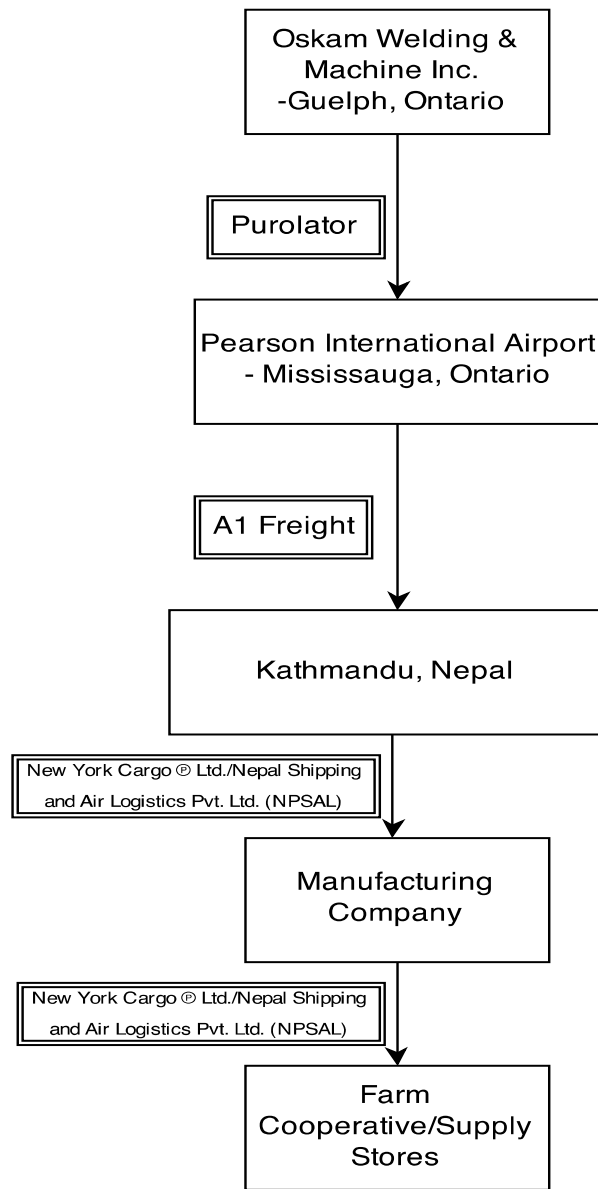 Oskam Welding &
Machine Inc.
-Guelph, Ontario
Purolator
Pearson International Airport
- Mississauga, Ontario
A1 Freight
Kathmandu, Nepal
New York Cargo ℗ Ltd./Nepal Shipping
and Air Logistics Pvt. Ltd. (NPSAL)
Manufacturing
Company
New York Cargo ℗ Ltd./Nepal Shipping
and Air Logistics Pvt. Ltd. (NPSAL)
Farm
Cooperative/Supply
Stores